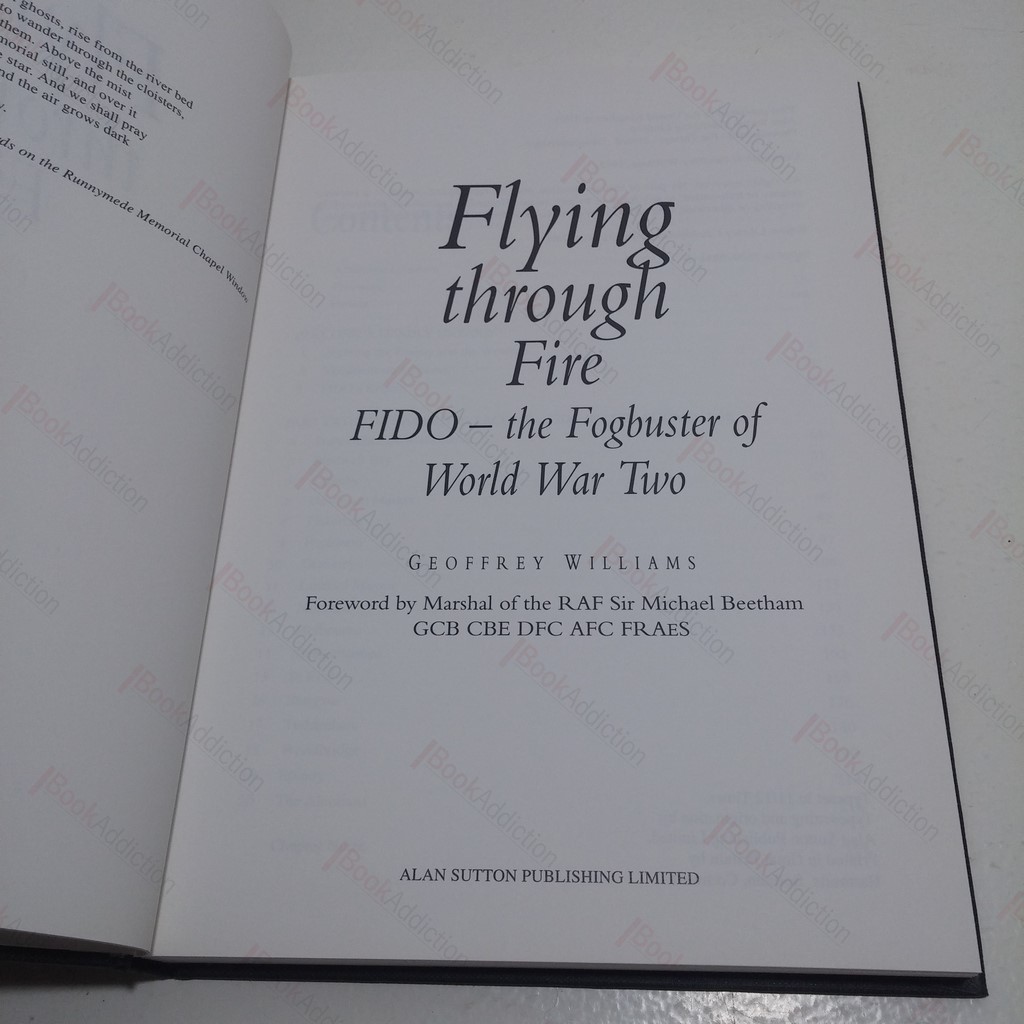 ghosts, rise from the river bed
to wander through the cloisters,
them. Above the mist
morial still, and over it
star. And we shall pray
nd the air grows dark
on the Runnymede Memorial Chapel Window
Flying
through
Fire
FIDO – the Fogbuster of
World War Two
GEOFFREY WILLIAMS
Foreword by Marshal of the RAF Sir Michael Beetham
GCB CBE DFC AFC FRAES
ALAN SUTTON PUBLISHING LIMITED
BookAddiction